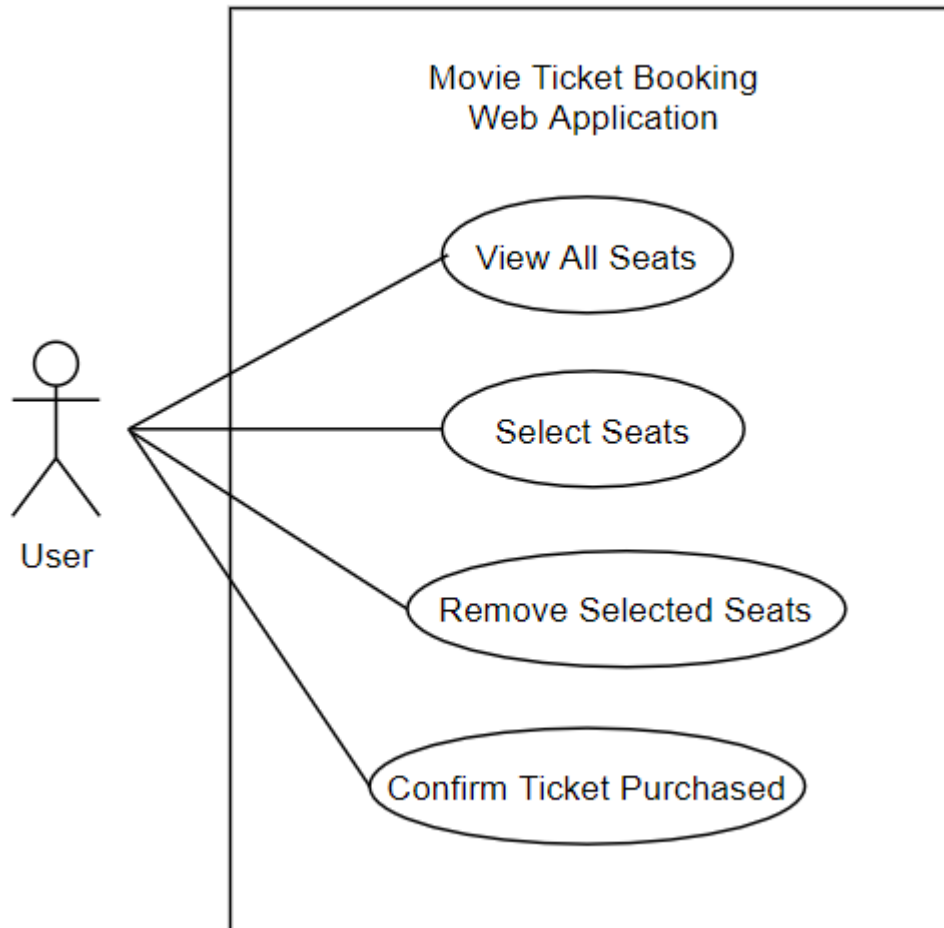 Movie Ticket Booking
Web Application
View All Seats
Select Seats
User
Remove Selected Seats
Confirm Ticket Purchased